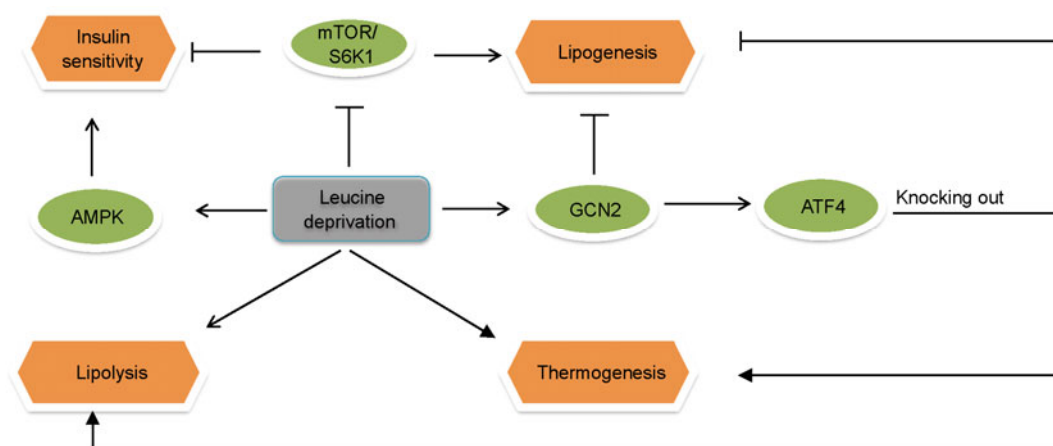 Insulin
sensitivity
mTOR/
S6K1
Lipogenesis
AMPK
Leucine
deprivation
GCN2
ATF4
Knocking out
Lipolysis
Thermogenesis